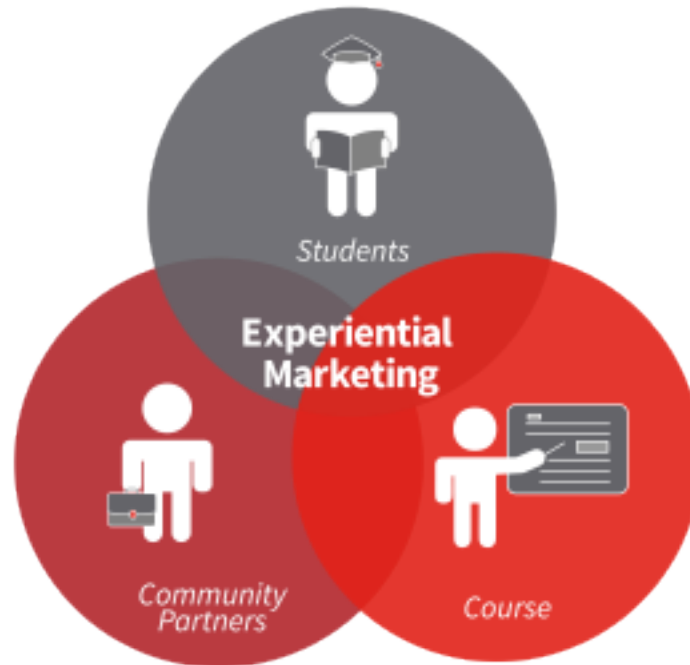 Students
Experiential
Marketing
Community
Partners
Course